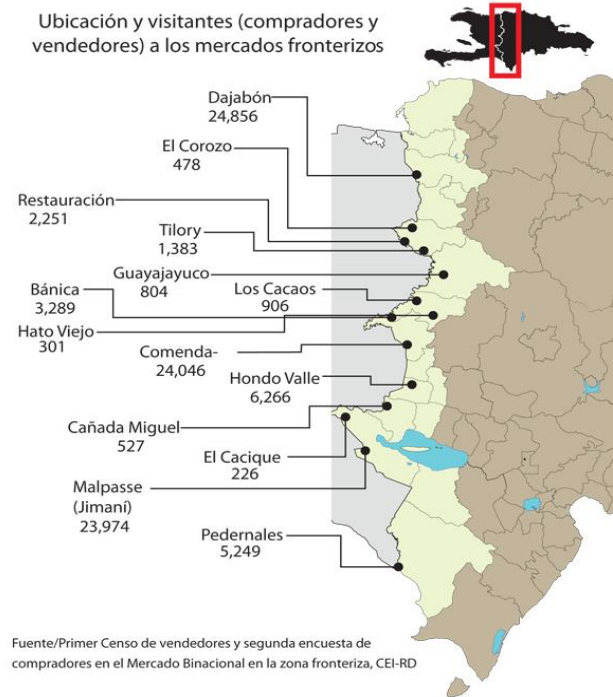 Ubicación y visitantes (compradores y
vendedores) a los mercados fronterizos
Dajabón
24,856
El Corozo
478
Restauración
2,251
Tilory
1,383
Guayajayuco
804
Los Cacaos
906
Bánica
3,289
Hato Viejo
301
Comenda-
24,046
Hondo Valle
6,266
Cañada Miguel
527
El Cacique
226
Malpasse
(Jimaní)
23,974
Pedernales
5,249
Fuente/Primer Censo de vendedores y segunda encuesta de
compradores en el Mercado Binacional en la zona fronteriza, CEI-RD